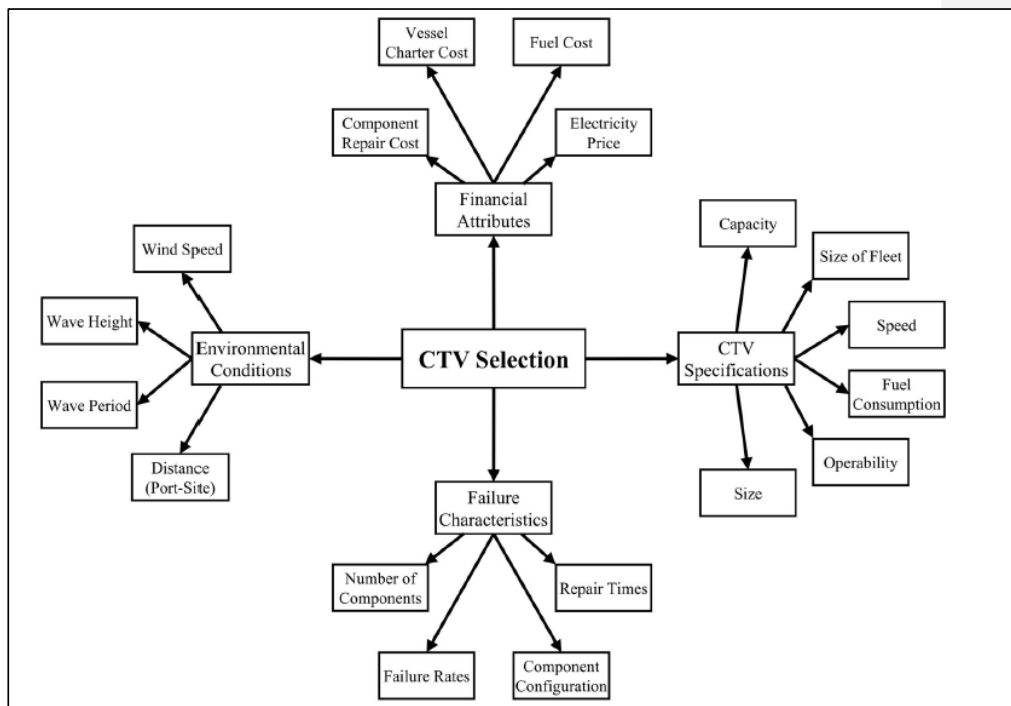 Vessel
Charter Cost
Fuel Cost
Component
Repair Cost
Electricity
Price
Financial
Attributes
Capacity
Size of Fleet
Speed
Fuel
Consumption
Operability
Size
CTV
Specifications
Wind Speed
Wave Height
Wave Period
Distance
(Port-Site)
Environmental
Conditions
CTV Selection
Failure
Characteristics
Number of
Components
Repair Times
Failure Rates
Component
Configuration